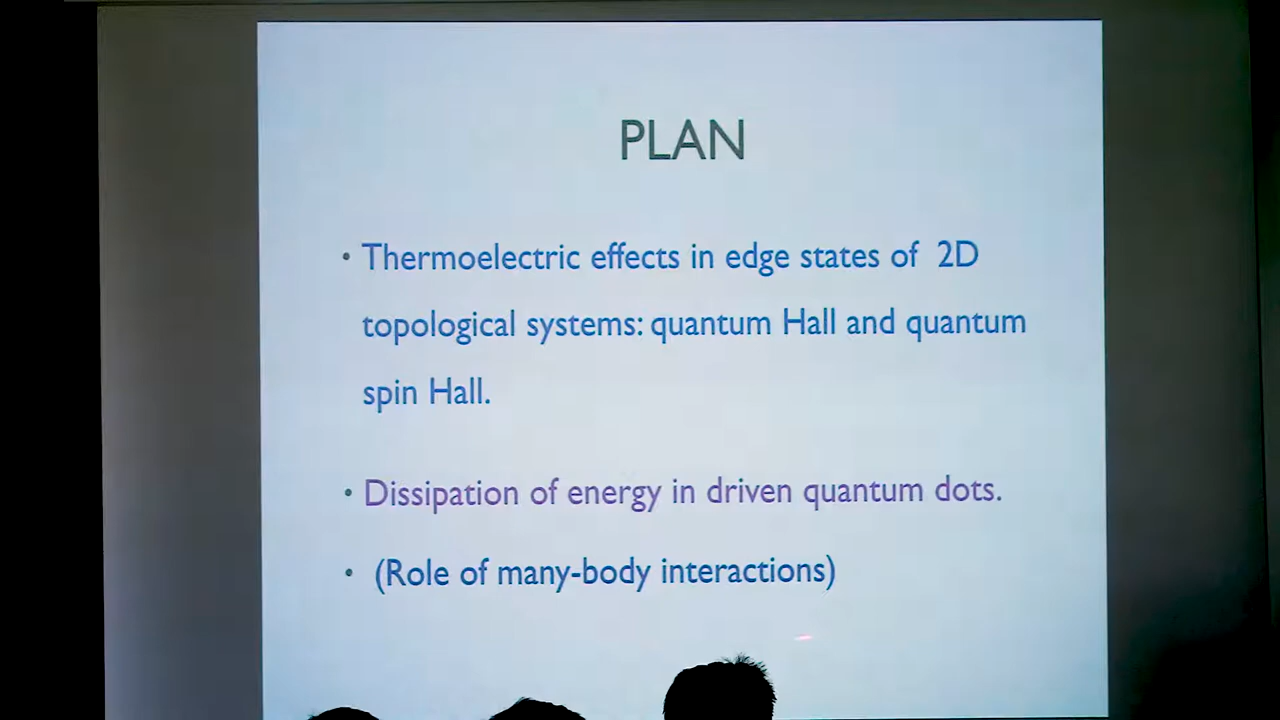 PLAN
• Thermoelectric effects in edge states of 2D
topological systems: quantum Hall and quantum
spin Hall.
• Dissipation of energy in driven quantum dots.
• (Role of many-body interactions)